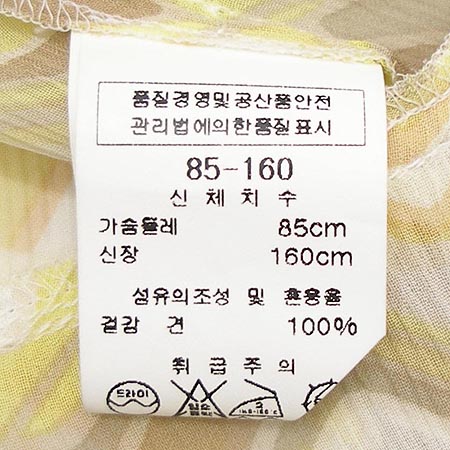 품질경영및공산품안전
관리법에의한품질표시
85-160
신체치수
가슴둘레 85cm
신장 160cm
섬유의조성 및 혼용율
겉감 견 100%
취급주의
드라이